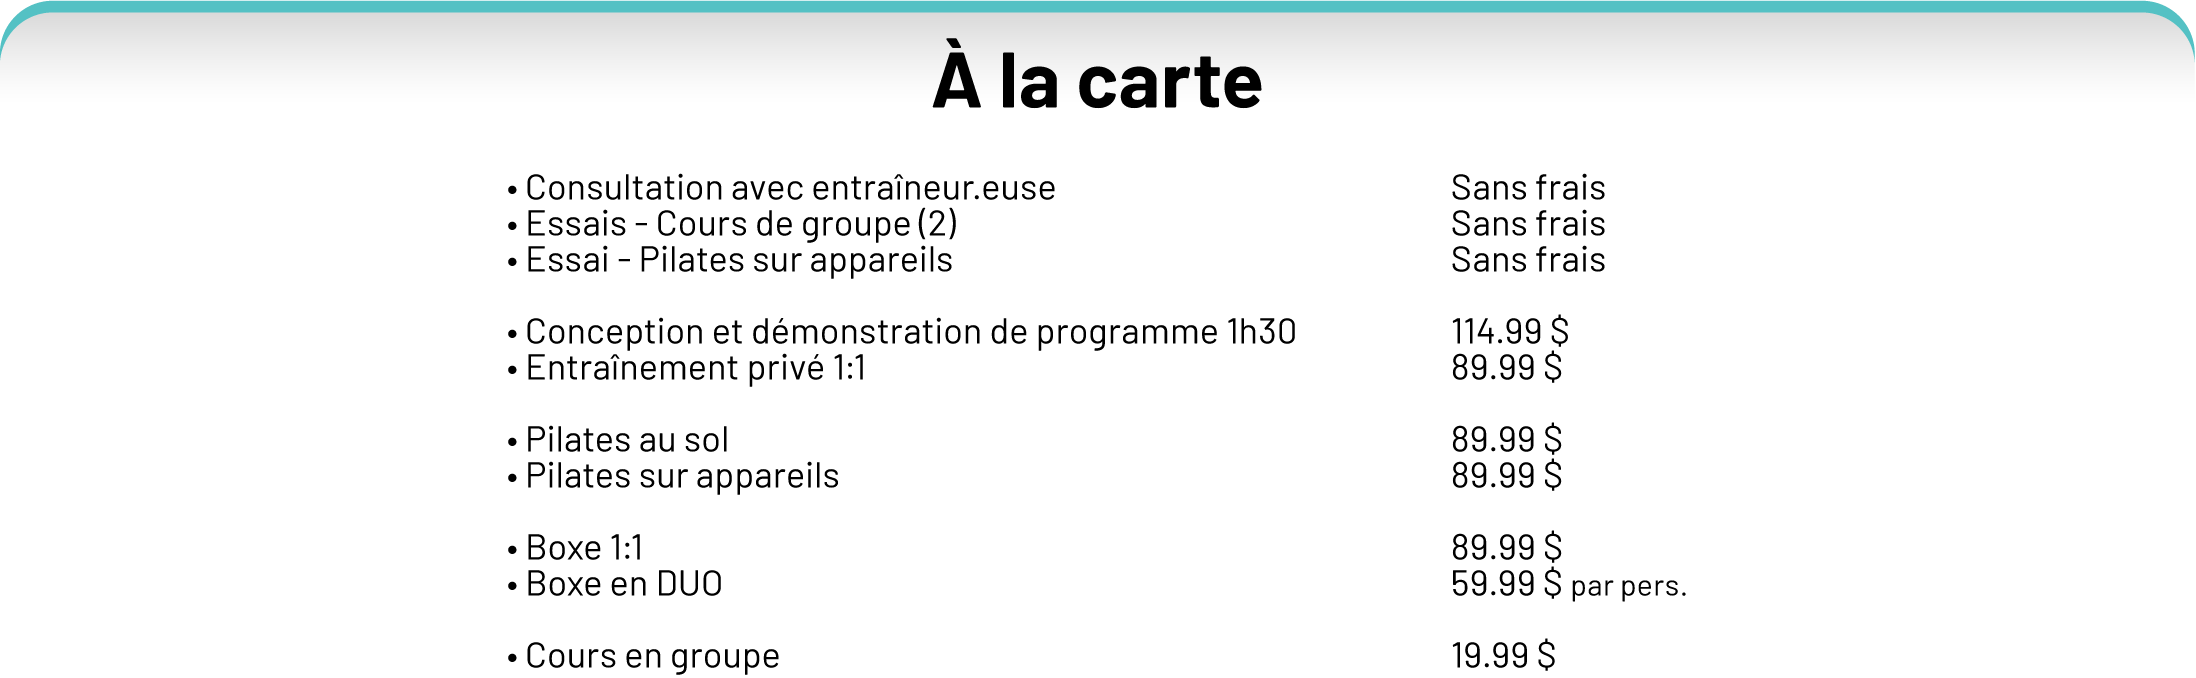 À la carte
• Consultation avec entraîneur.euse Sans frais
• Essais - Cours de groupe (2) Sans frais
• Essai - Pilates sur appareils Sans frais
• Conception et démonstration de programme 1h30 114.99 $
• Entraînement privé 1:1 89.99 $
• Pilates au sol 89.99 $
• Pilates sur appareils 89.99 $
• Boxe 1:1 89.99 $
• Boxe en DUO 59.99 $ par pers.
• Cours en groupe 19.99 $